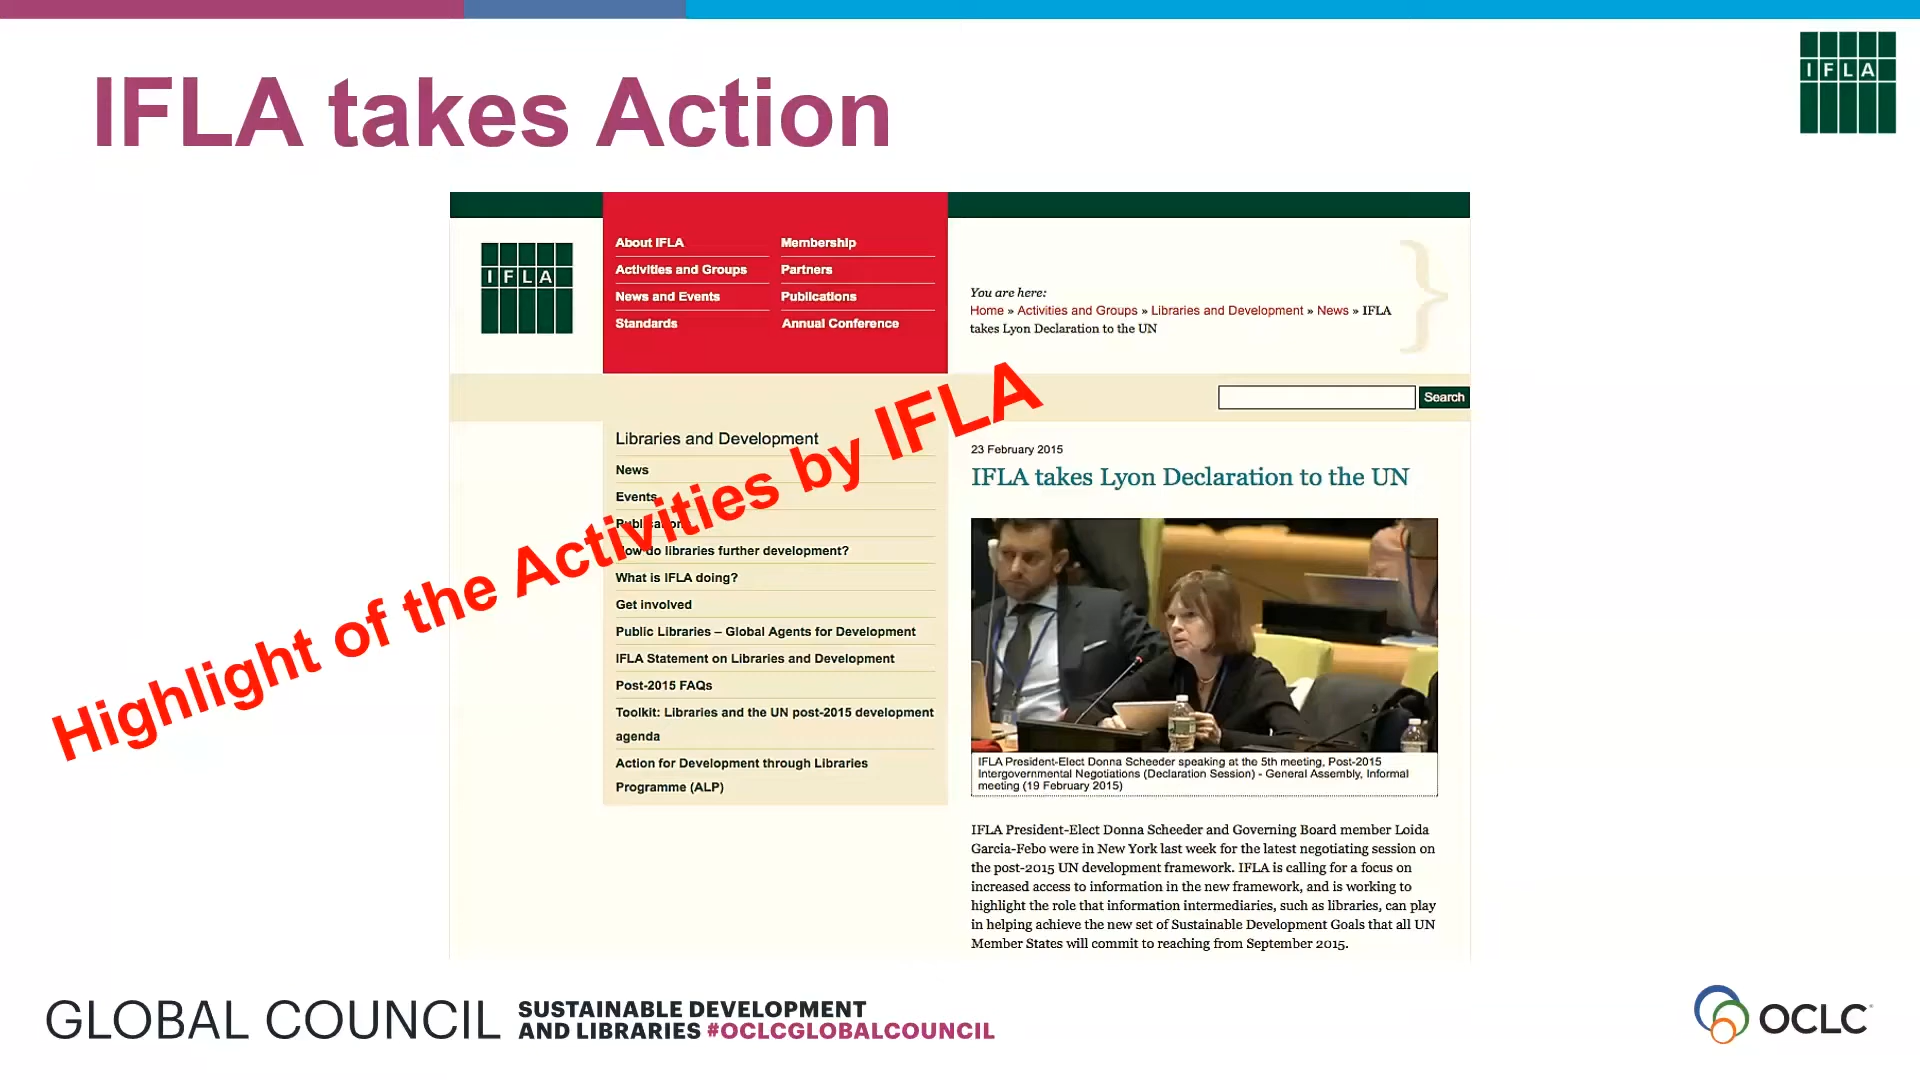 IFLA takes Action
IFLA
IFLA
About IFLA
Membership
Activities and Groups
Partners
News and Events
Publications
Standards
Annual Conference
You are here:
Home » Activities and Groups » Libraries and Development » News » IFLA
takes Lyon Declaration to the UN
Search
Highlight of the Activities by IFLA
Libraries and Development
News
Events
Publications
How do libraries further development?
What is IFLA doing?
Get involved
Public Libraries – Global Agents for Development
IFLA Statement on Libraries and Development
Post-2015 FAQs
Toolkit: Libraries and the UN post-2015 development
agenda
Action for Development through Libraries
Programme (ALP)
23 February 2015
IFLA takes Lyon Declaration to the UN
IFLA President-Elect Donna Scheeder speaking at the 5th meeting, Post-2015
Intergovernmental Negotiations (Declaration Session) - General Assembly, Informal
meeting (19 February 2015)
IFLA President-Elect Donna Scheeder and Governing Board member Loida
Garcia-Febo were in New York last week for the latest negotiating session on
the post-2015 UN development framework. IFLA is calling for a focus on
increased access to information in the new framework, and is working to
highlight the role that information intermediaries, such as libraries, can play
in helping achieve the new set of Sustainable Development Goals that all UN
Member States will commit to reaching from September 2015.
GLOBAL COUNCIL
SUSTAINABLE DEVELOPMENT
AND LIBRARIES #OCLCGLOBALCOUNCIL
OCLC